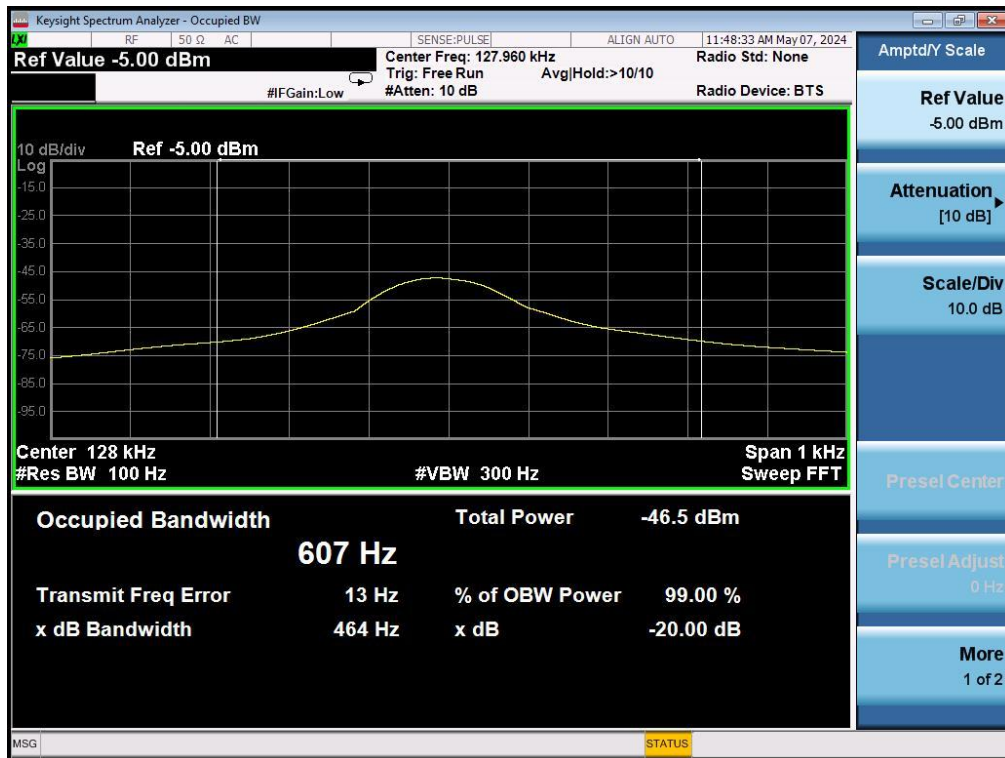 Keysight Spectrum Analyzer - Occupied BW
LXI RF 50 Ω AC SENSE:PULSE ALIGN AUTO 11:48:33 AM May 07, 2024
Ref Value -5.00 dBm
Center Freq: 127.960 kHz Radio Std: None
Trig: Free Run Avg|Hold:>10/10
#IFGain:Low #Atten: 10 dB Radio Device: BTS
10 dB/div Ref -5.00 dBm
Log
-15.0
-25.0
-35.0
-45.0
-55.0
-65.0
-75.0
-85.0
-95.0
Center 128 kHz Span 1 kHz
#Res BW 100 Hz #VBW 300 Hz Sweep FFT
Occupied Bandwidth Total Power -46.5 dBm
607 Hz
Transmit Freq Error 13 Hz % of OBW Power 99.00 %
x dB Bandwidth 464 Hz x dB -20.00 dB
MSG STATUS
Amptd/Y Scale
Ref Value
-5.00 dBm
Attenuation
[10 dB]
Scale/Div
10.0 dB
Presel Center
Presel Adjust
0 Hz
More
1 of 2